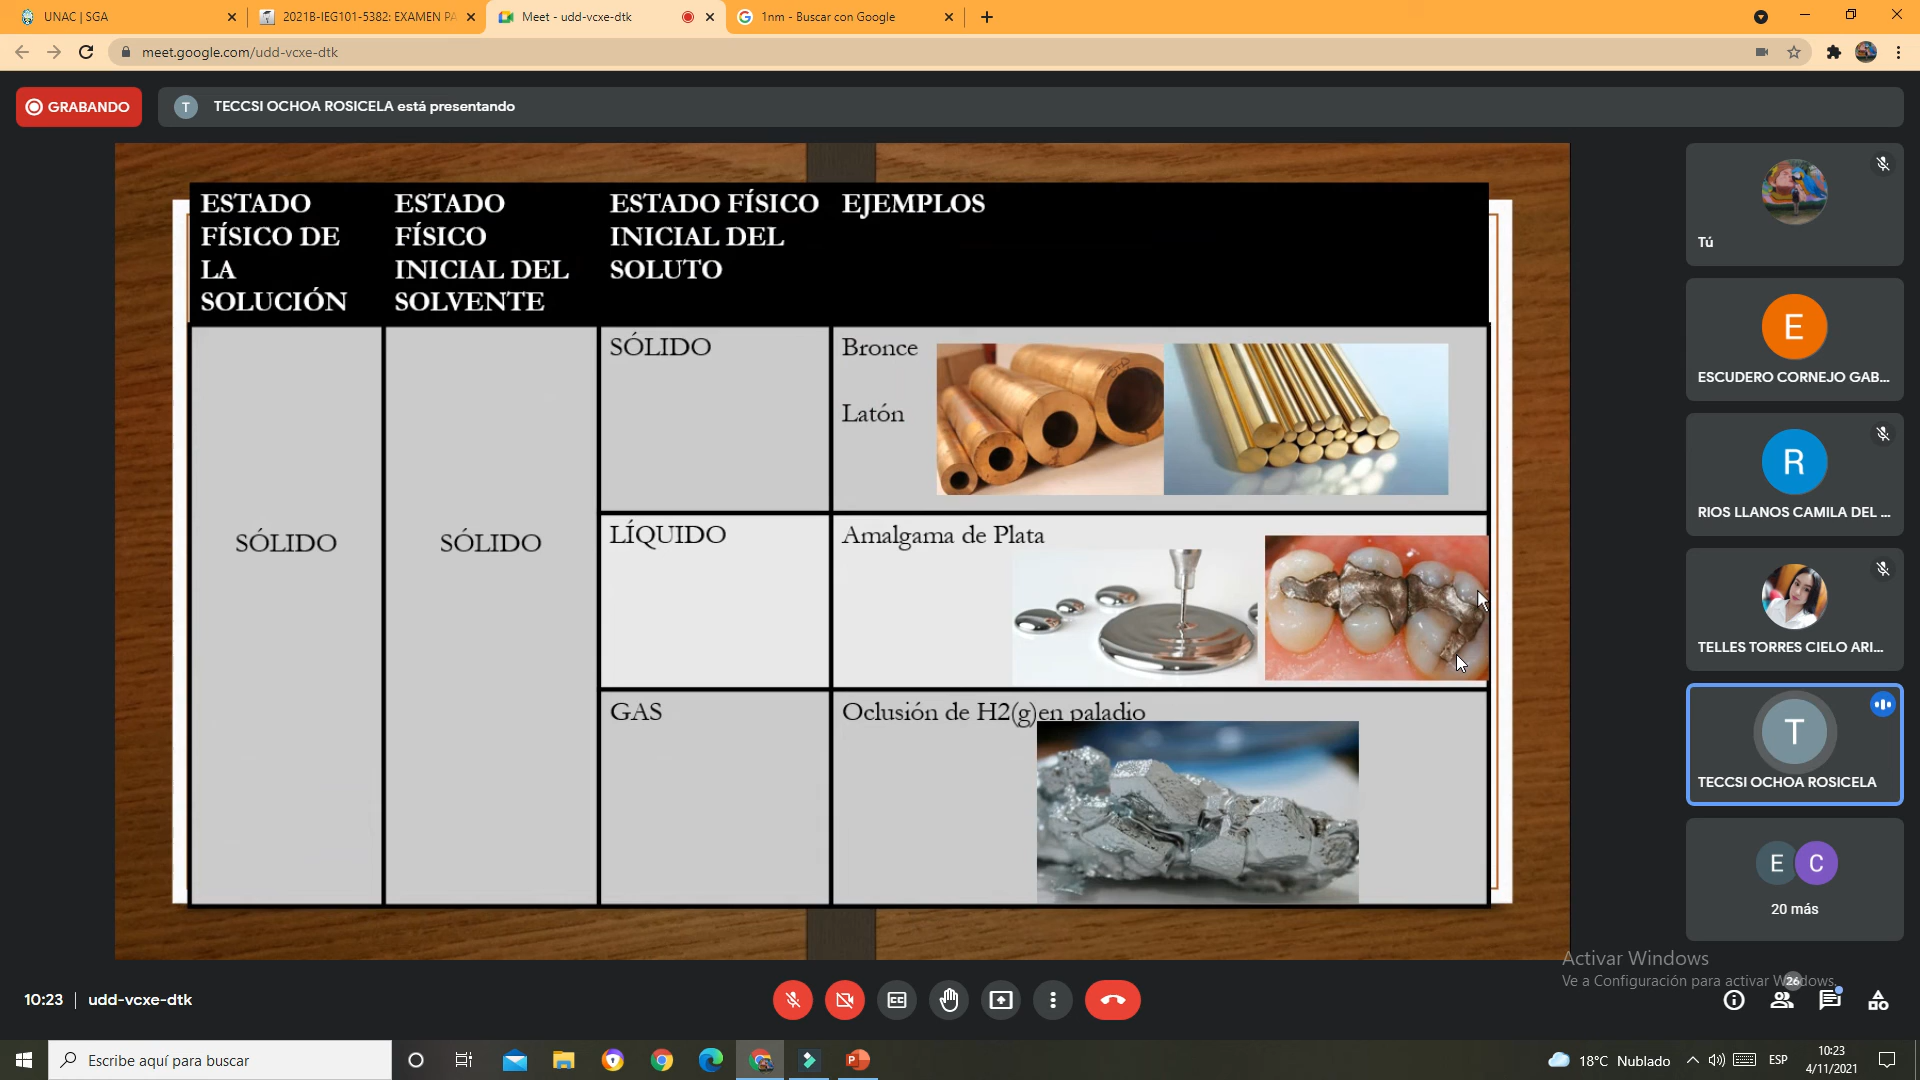 UNAC | SGA
2021B-IEG101-5382: EXAMEN PA
Meet - udd-vcxe-dtk
1nm - Buscar con Google
meet.google.com/udd-vcxe-dtk
GRABANDO
T
TECCSI OCHOA ROSICELA está presentando
ESTADO FÍSICO DE LA SOLUCIÓN
ESTADO FÍSICO INICIAL DEL SOLVENTE
ESTADO FÍSICO INICIAL DEL SOLUTO
EJEMPLOS
SÓLIDO
SÓLIDO
SÓLIDO
Bronce
Latón
LÍQUIDO
Amalgama de Plata
GAS
Oclusión de H2(g)en paladio
Tú
E
ESCUDERO CORNEJO GAB...
R
RIOS LLANOS CAMILA DEL ...
TELLES TORRES CIELO ARI...
T
TECCSI OCHOA ROSICELA
E
C
20 más
Activar Windows
Ve a Configuración para activar Windows.
26
10:23 | udd-vcxe-dtk
Escribe aquí para buscar
18°C Nublado
ESP
10:23
4/11/2021